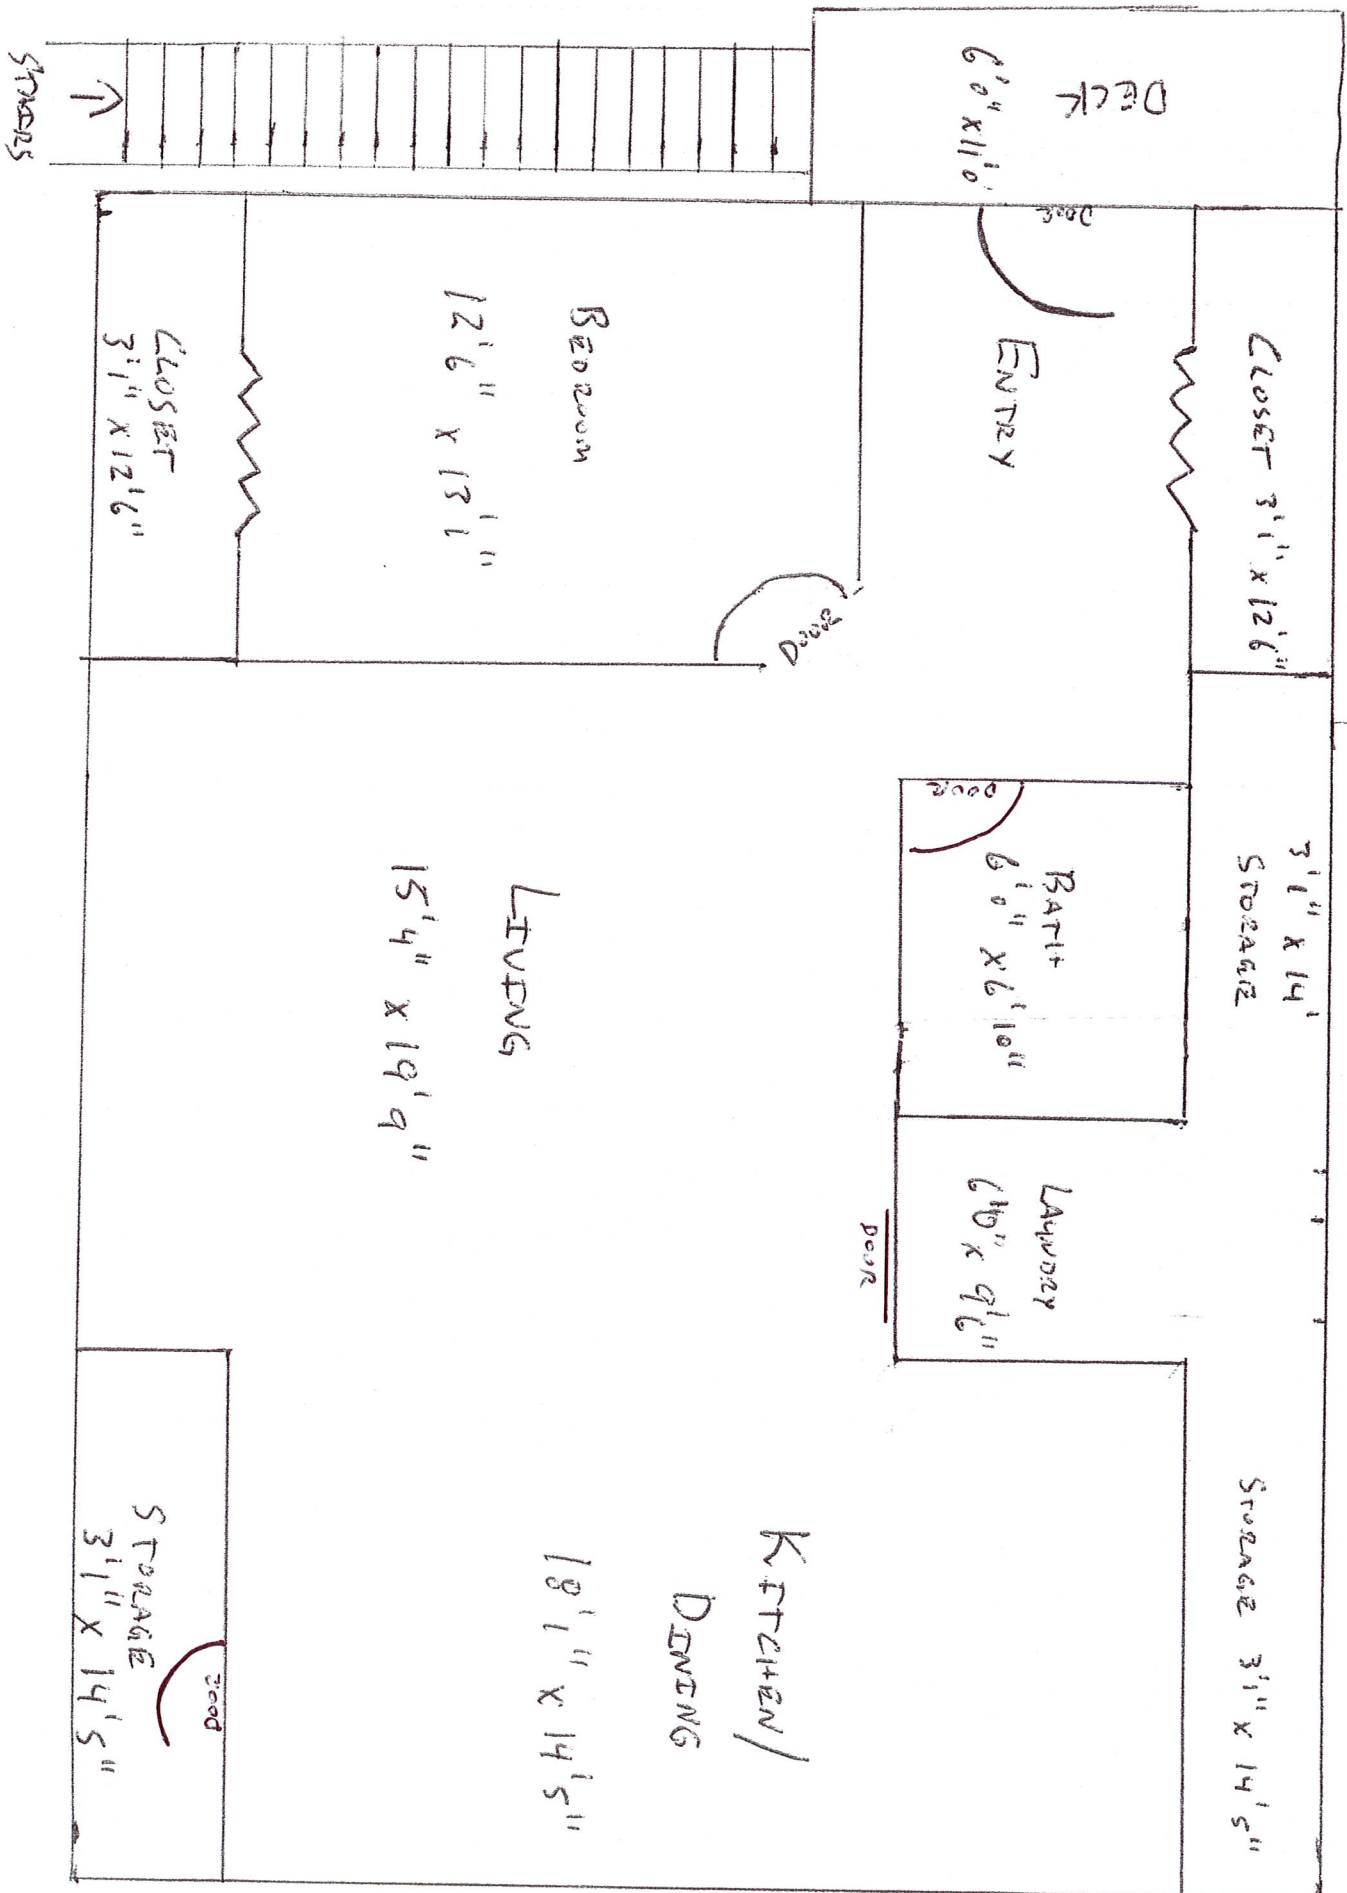 CLOSET 3'1" x 12'6"
3'1" x 14'
STORAGE
STORAGE 3'1" x 14'5"
DECK
6'0" x 11'0"
DOOR
ENTRY
DOOR
BATH
6'0" x 6'10"
LAUNDRY
x 9'6"
DOOR
DOOR
BEDROOM
12'6" x 13'1"
LIVING
15'4" x 19'9"
KITCHEN/
DINING
18'1" x 14'5"
CLOSET
3'1" x 12'6"
DOOR
STORAGE
3'1" x 14'5"
STAIRS